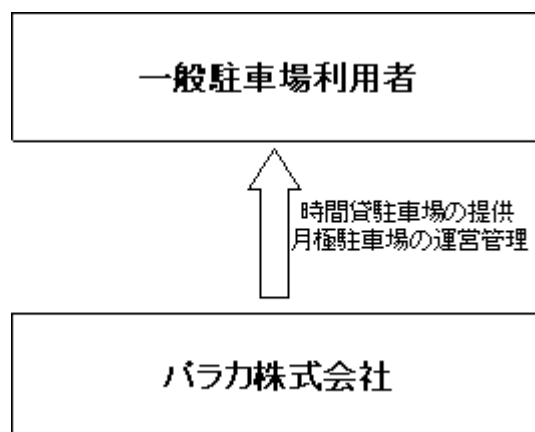 一般駐車場利用者
時間貸駐車場の提供
月極駐車場の運営管理
パラカ株式会社